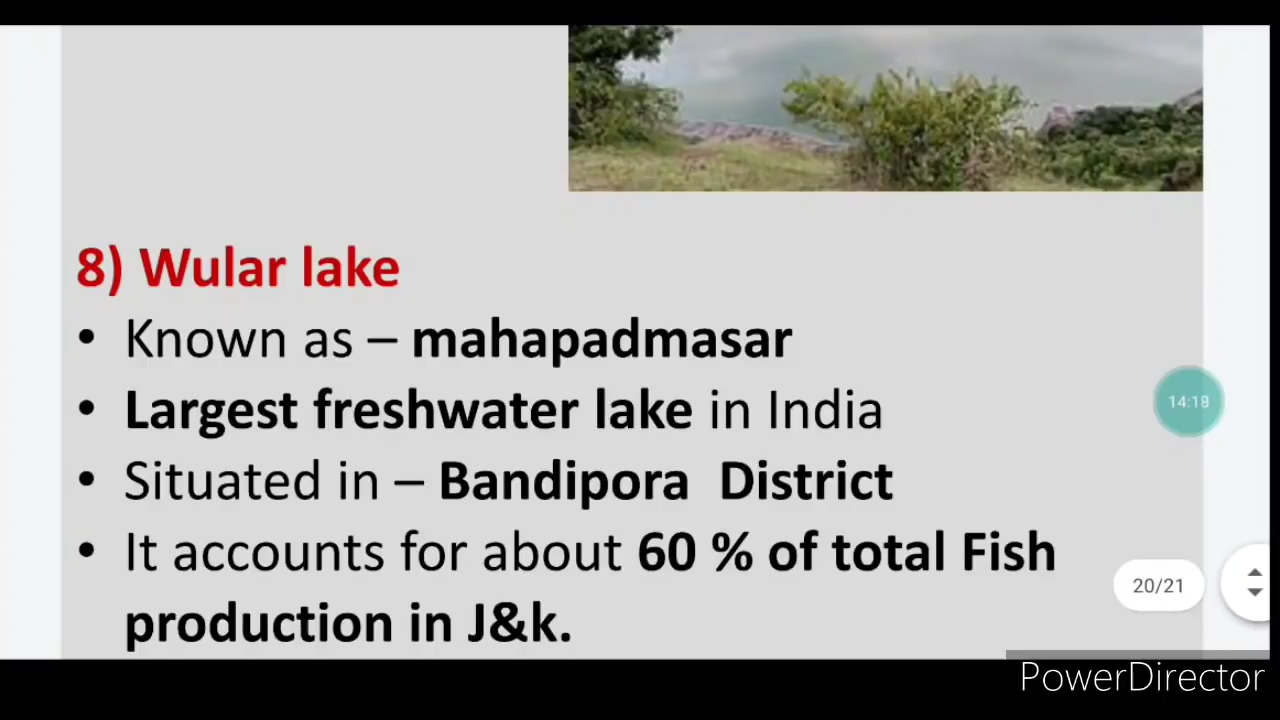 8) Wular lake
• Known as – mahapadmasar
• Largest freshwater lake in India
14:18
• Situated in – Bandipora District
• It accounts for about 60 % of total Fish
production in J&k.
20/21
PowerDirector